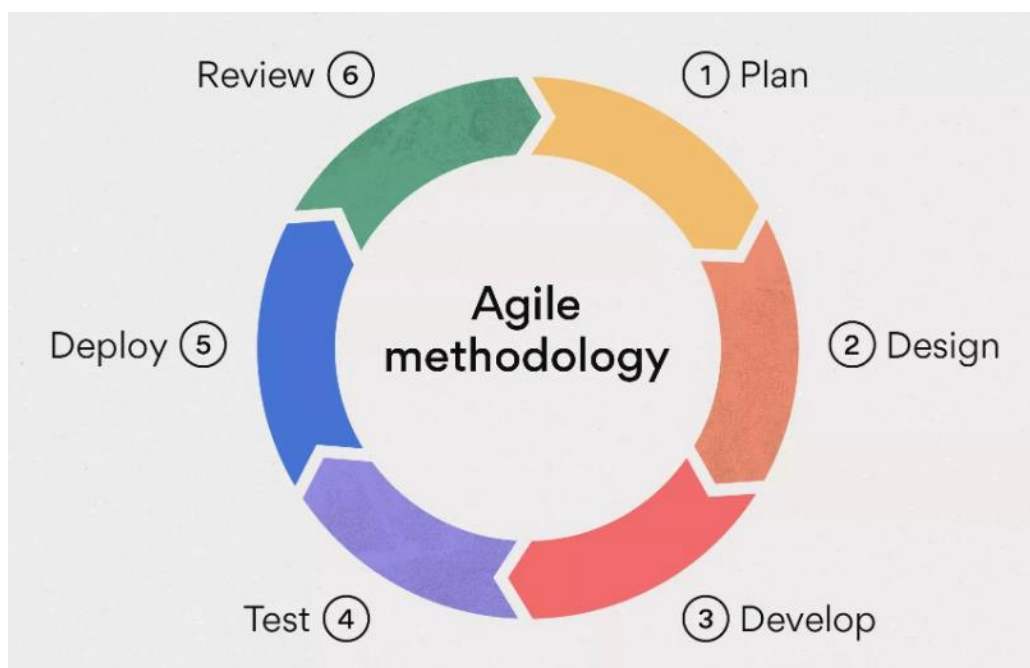 Review 6
1 Plan
Agile
methodology
Deploy 5
2 Design
Test 4
3 Develop